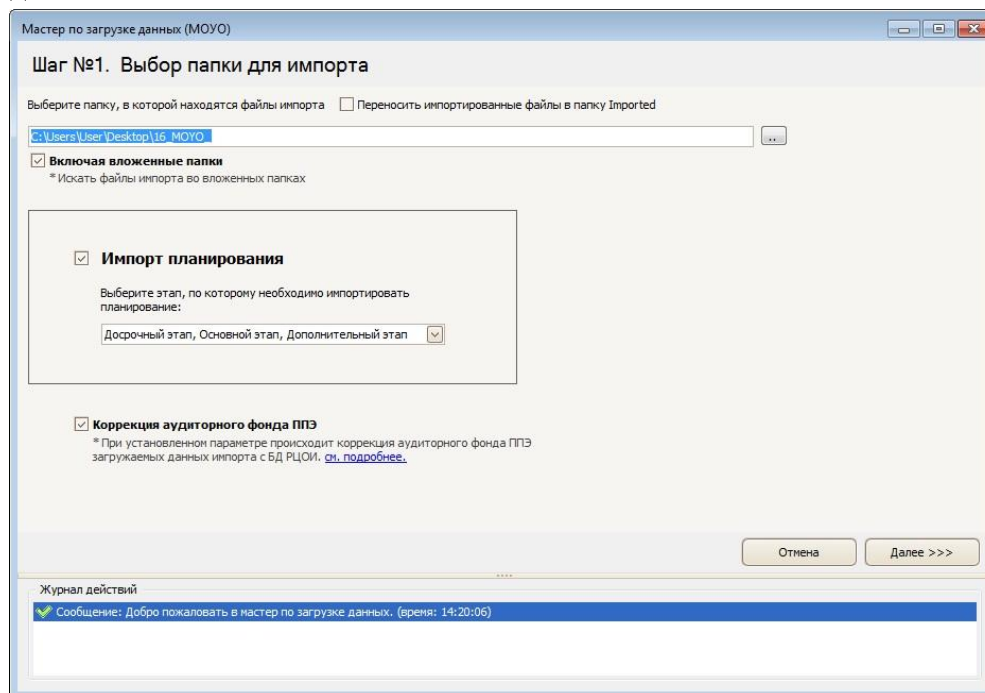 Мастер по загрузке данных (МОУО)
Шаг №1. Выбор папки для импорта
Выберите папку, в которой находятся файлы импорта Переносить импортированные файлы в папку Imported
C:\Users\User\Desktop\16_МОУО_ ..
Включая вложенные папки
* Искать файлы импорта во вложенных папках
Импорт планирования
Выберите этап, по которому необходимо импортировать
планирование:
Досрочный этап, Основной этап, Дополнительный этап
Коррекция аудиторного фонда ППЭ
* При установленном параметре происходит коррекция аудиторного фонда ППЭ
загружаемых данных импорта с БД РЦОИ. см. подробнее.
Отмена Далее >>>
Журнал действий
Сообщение: Добро пожаловать в мастер по загрузке данных. (время: 14:20:06)